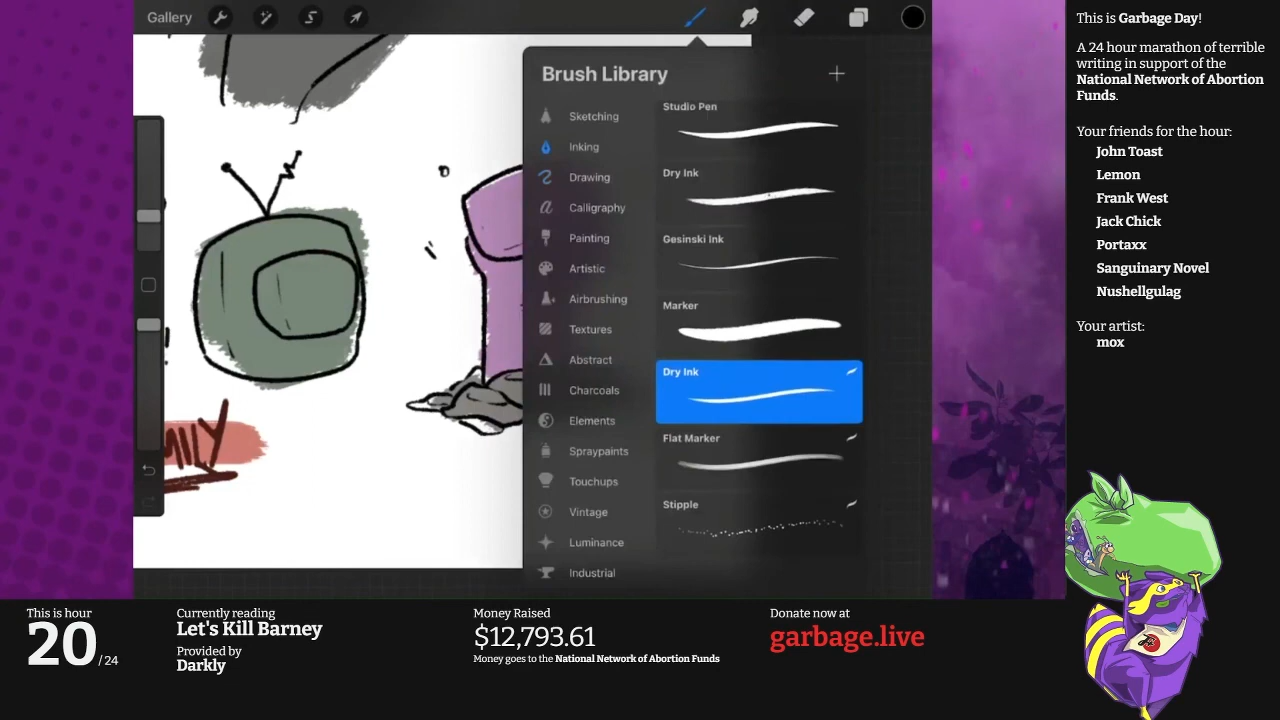 Gallery
Brush Library
Sketching
Inking
Drawing
Calligraphy
Painting
Artistic
Airbrushing
Textures
Abstract
Charcoals
Elements
Spraypaints
Touchups
Vintage
Luminance
Industrial
Studio Pen
Dry Ink
Gesinski Ink
Marker
Dry Ink
Flat Marker
Stipple
This is Garbage Day!
A 24 hour marathon of terrible
writing in support of the
National Network of Abortion
Funds.
Your friends for the hour:
John Toast
Lemon
Frank West
Jack Chick
Portaxx
Sanguinary Novel
Nushellgulag
Your artist:
mox
This is hour
20 / 24
Currently reading
Let's Kill Barney
Provided by
Darkly
Money Raised
$12,793.61
Money goes to the National Network of Abortion Funds
Donate now at
garbage.live